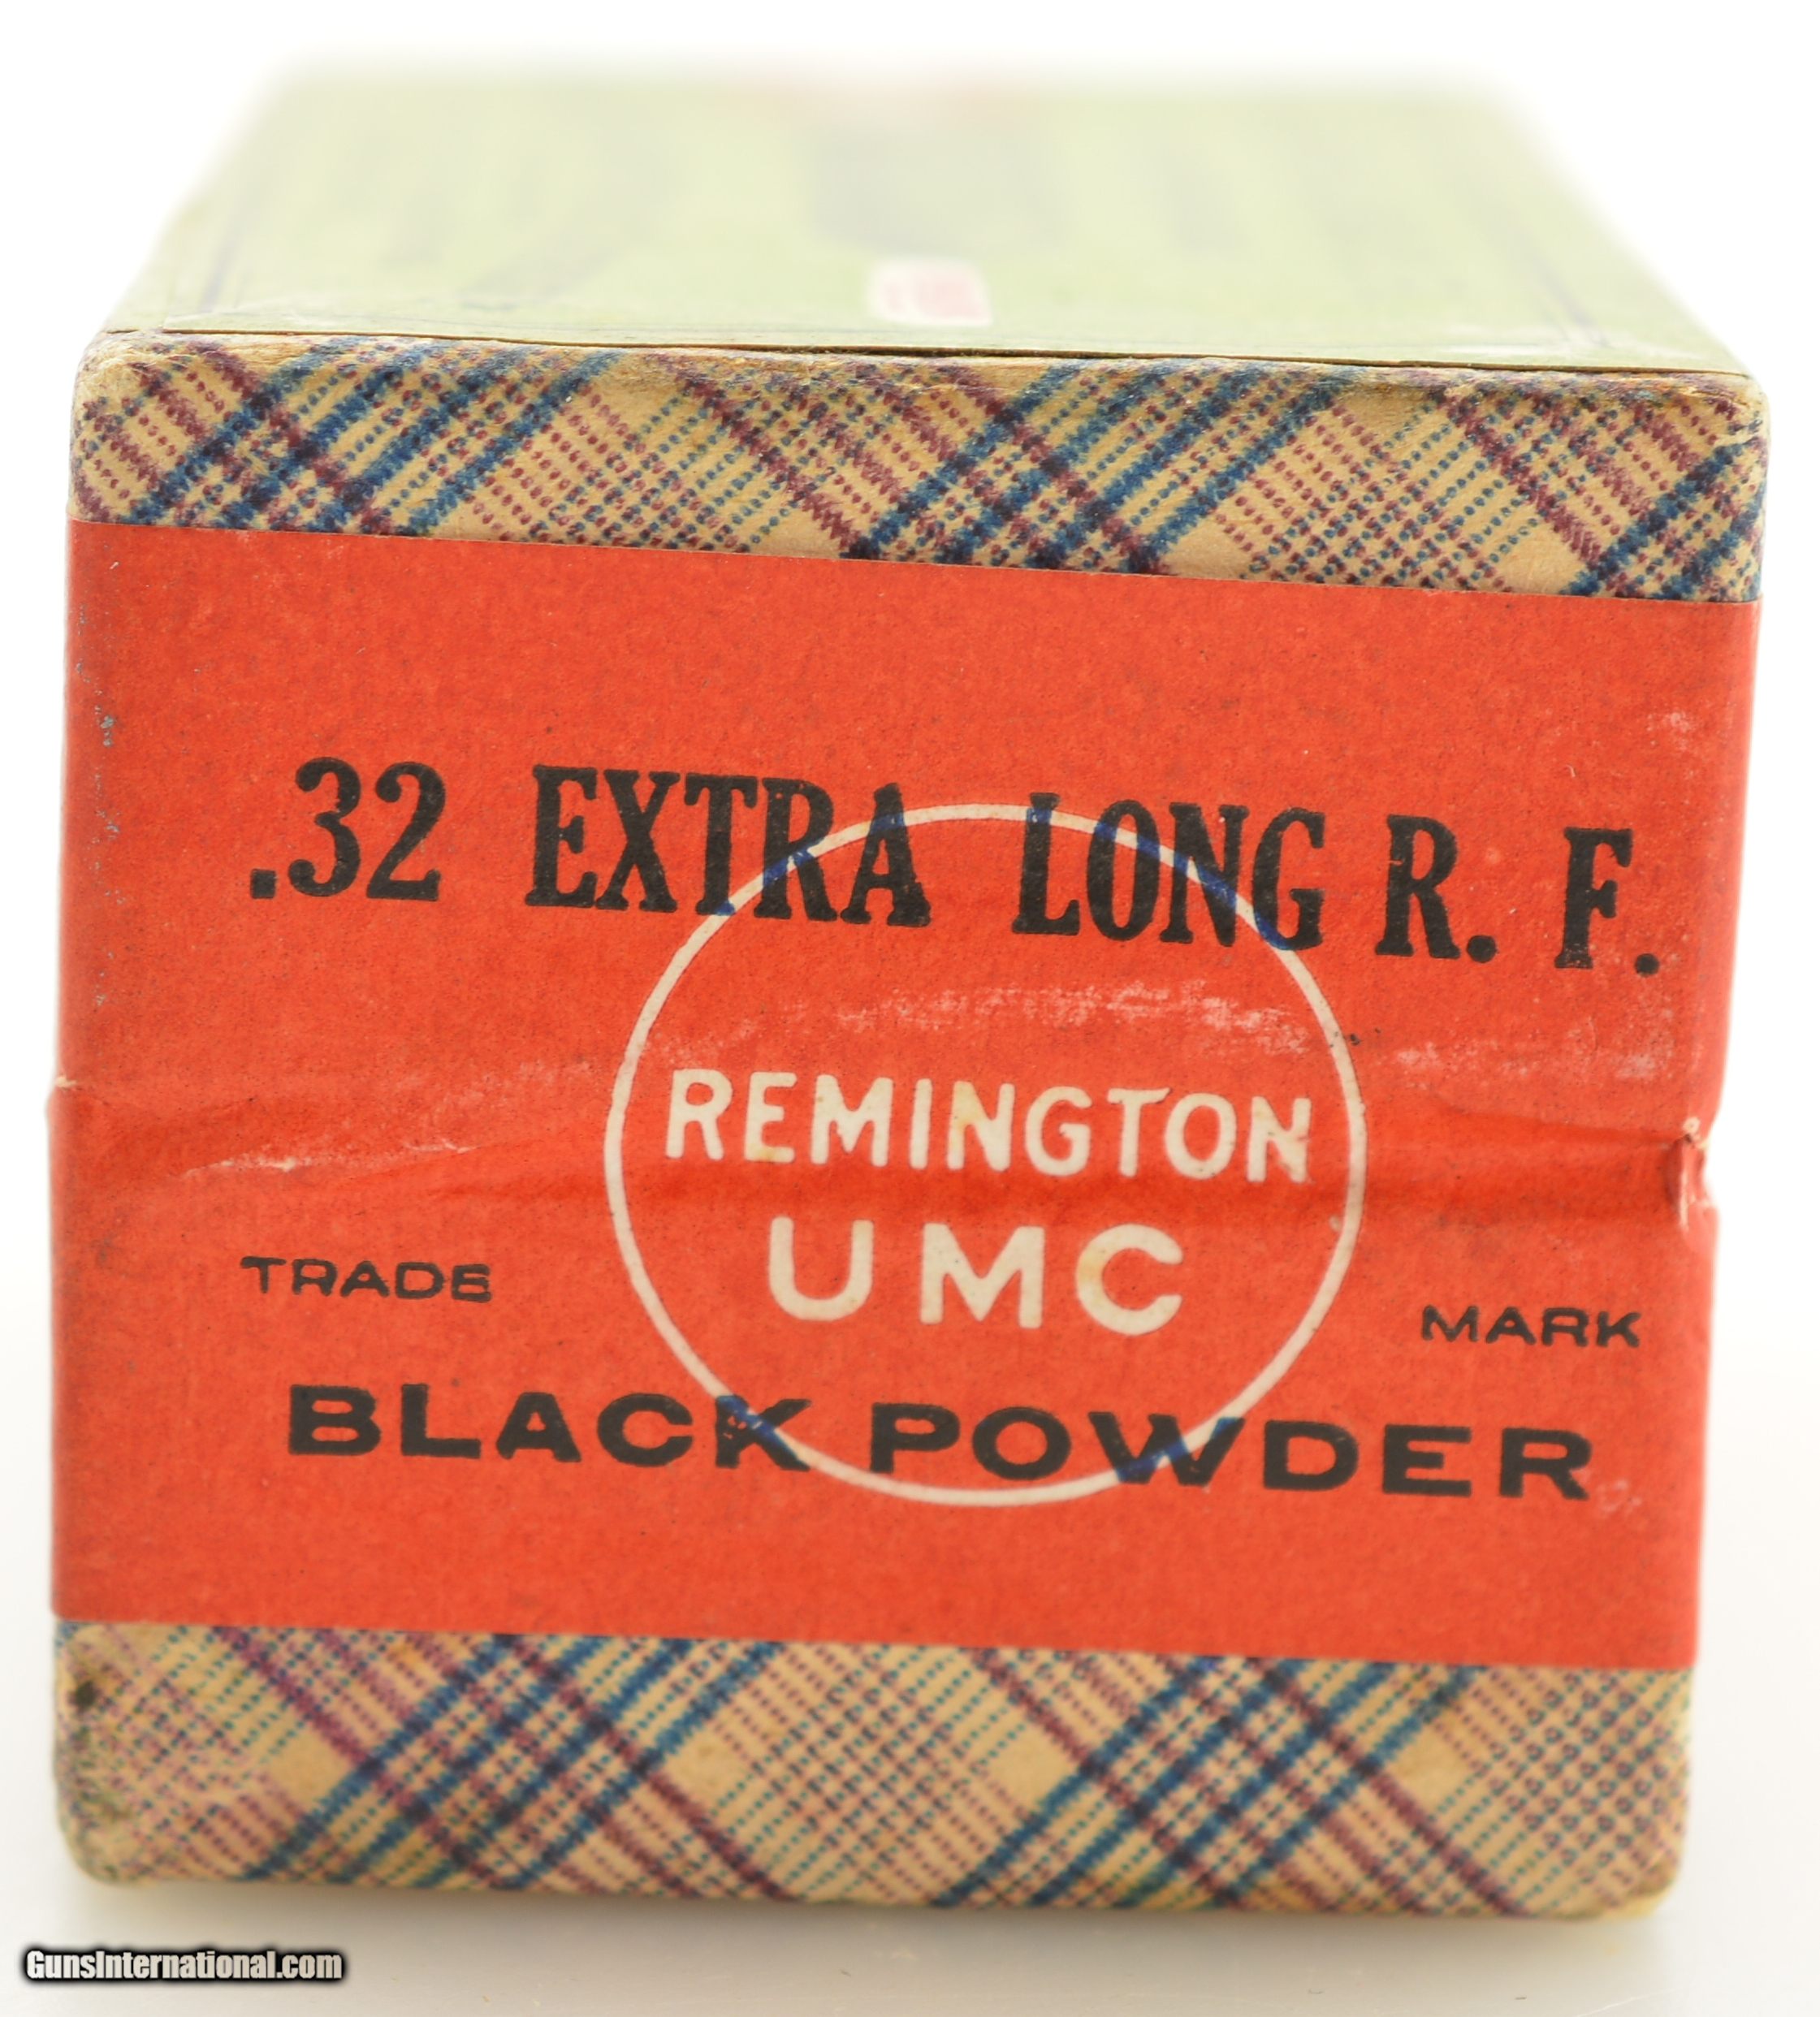 .32 EXTRA LONG R. F.
REMINGTON
UMC
TRADE MARK
BLACK POWDER
GunsInternational.com